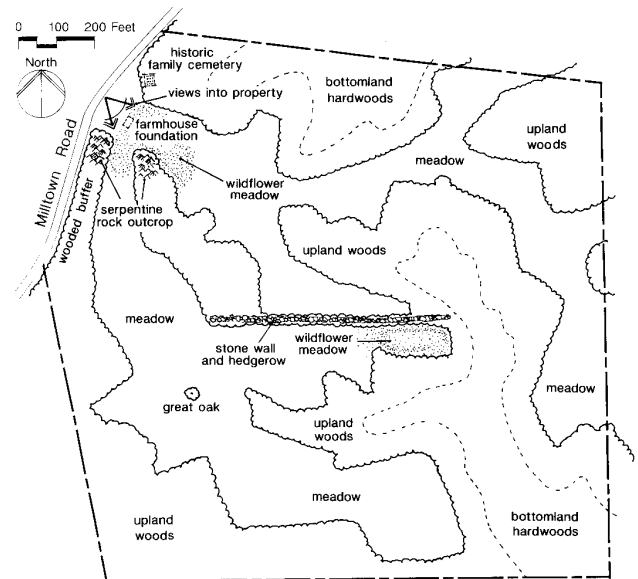 0 100 200 Feet
North
historic
family cemetery
views into property
farmhouse
foundation
bottomland
hardwoods
upland
woods
meadow
Milltown Road
wooded buffer
wildflower
meadow
serpentine
rock outcrop
upland woods
meadow
stone wall
and hedgerow
wildflower
meadow
meadow
great oak
upland
woods
meadow
upland
woods
bottomland
hardwoods